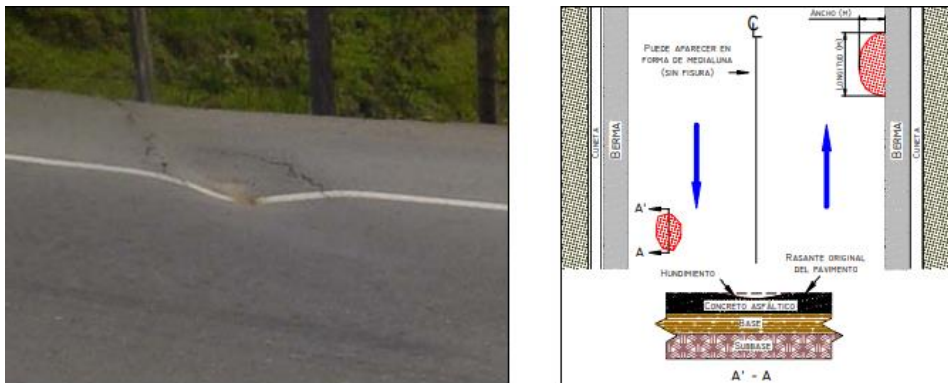 ANCHO (M)
℄
PUEDE APARECER EN
FORMA DE MEDIALUNA
(SIN FISURA)
LONGITUD (M)
CUNETA
BERMA
BERMA
CUNETA
A'
A
HUNDIMIENTO
RASANTE ORIGINAL
DEL PAVIMENTO
CONCRETO ASFÁLTICO
BASE
SUBBASE
A' - A